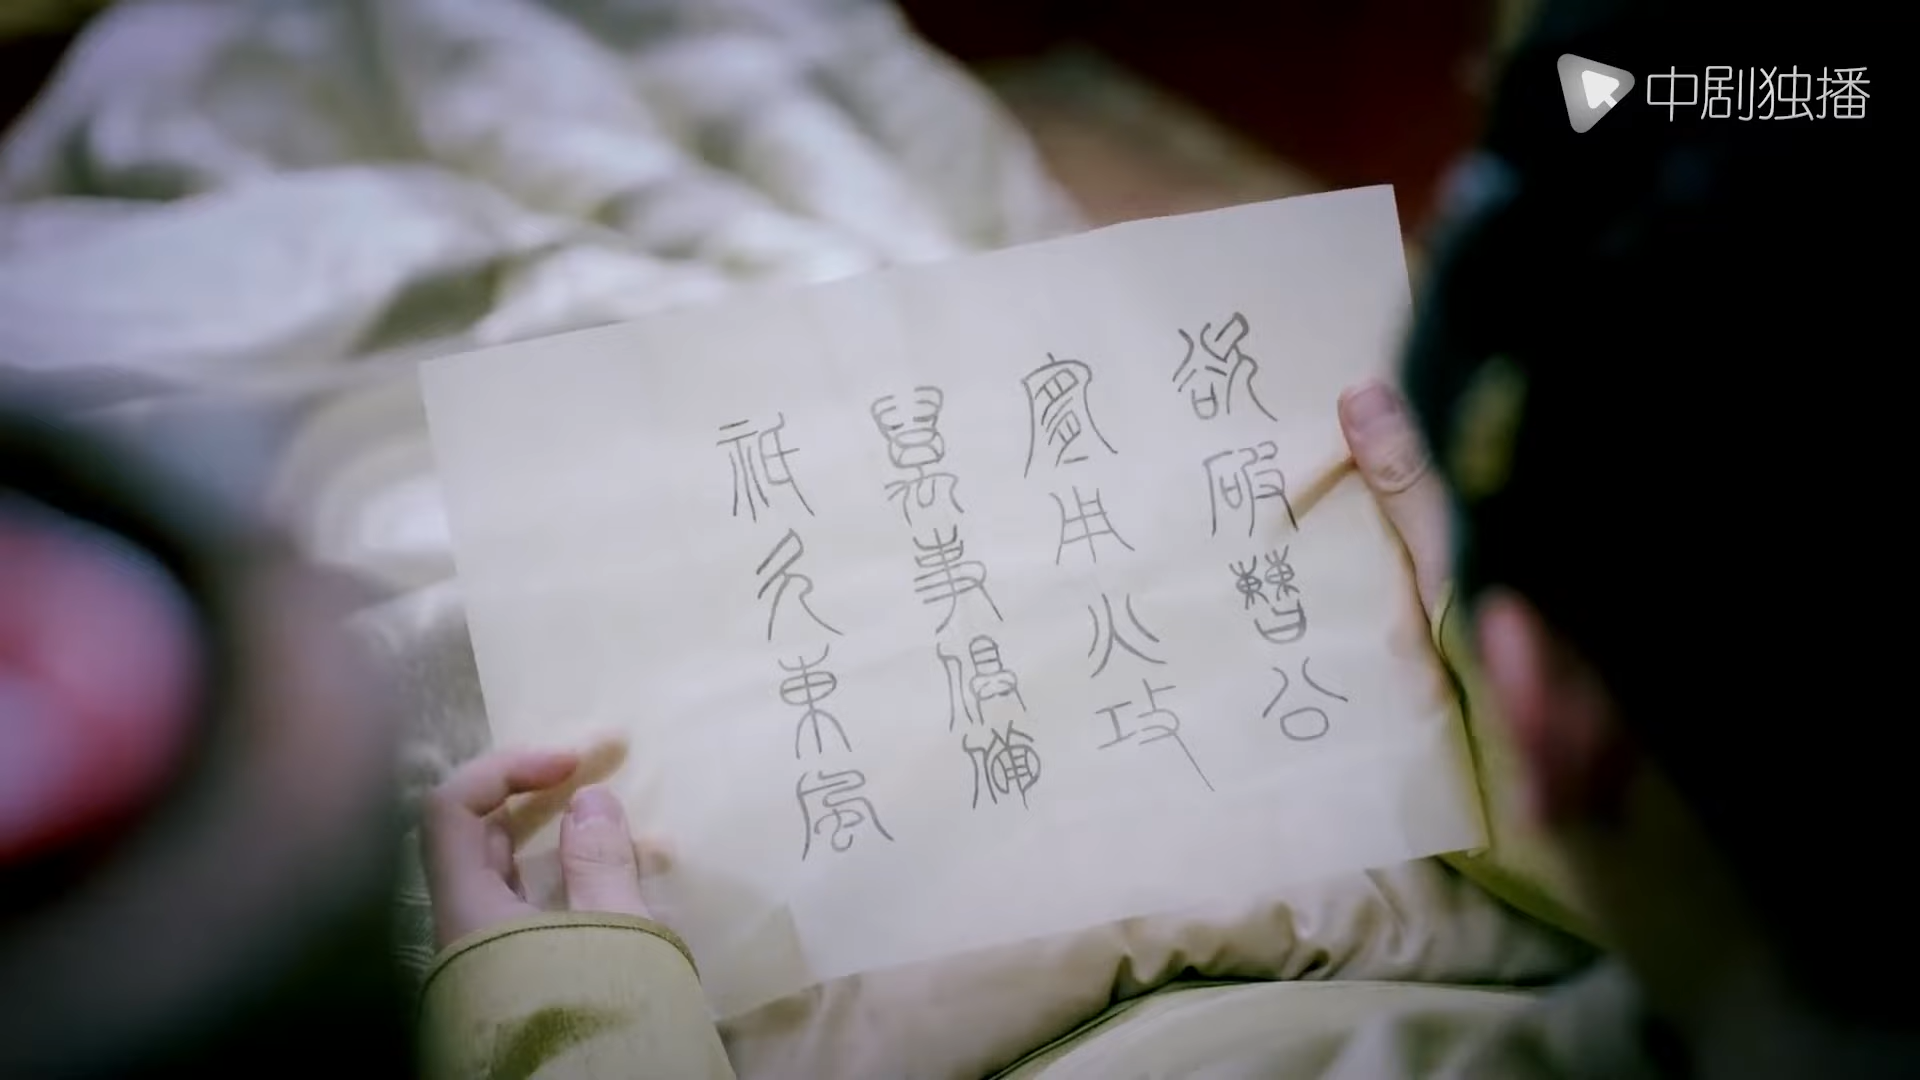 中剧独播
欲破曹公
宜用火攻
萬事俱備
祇欠東風